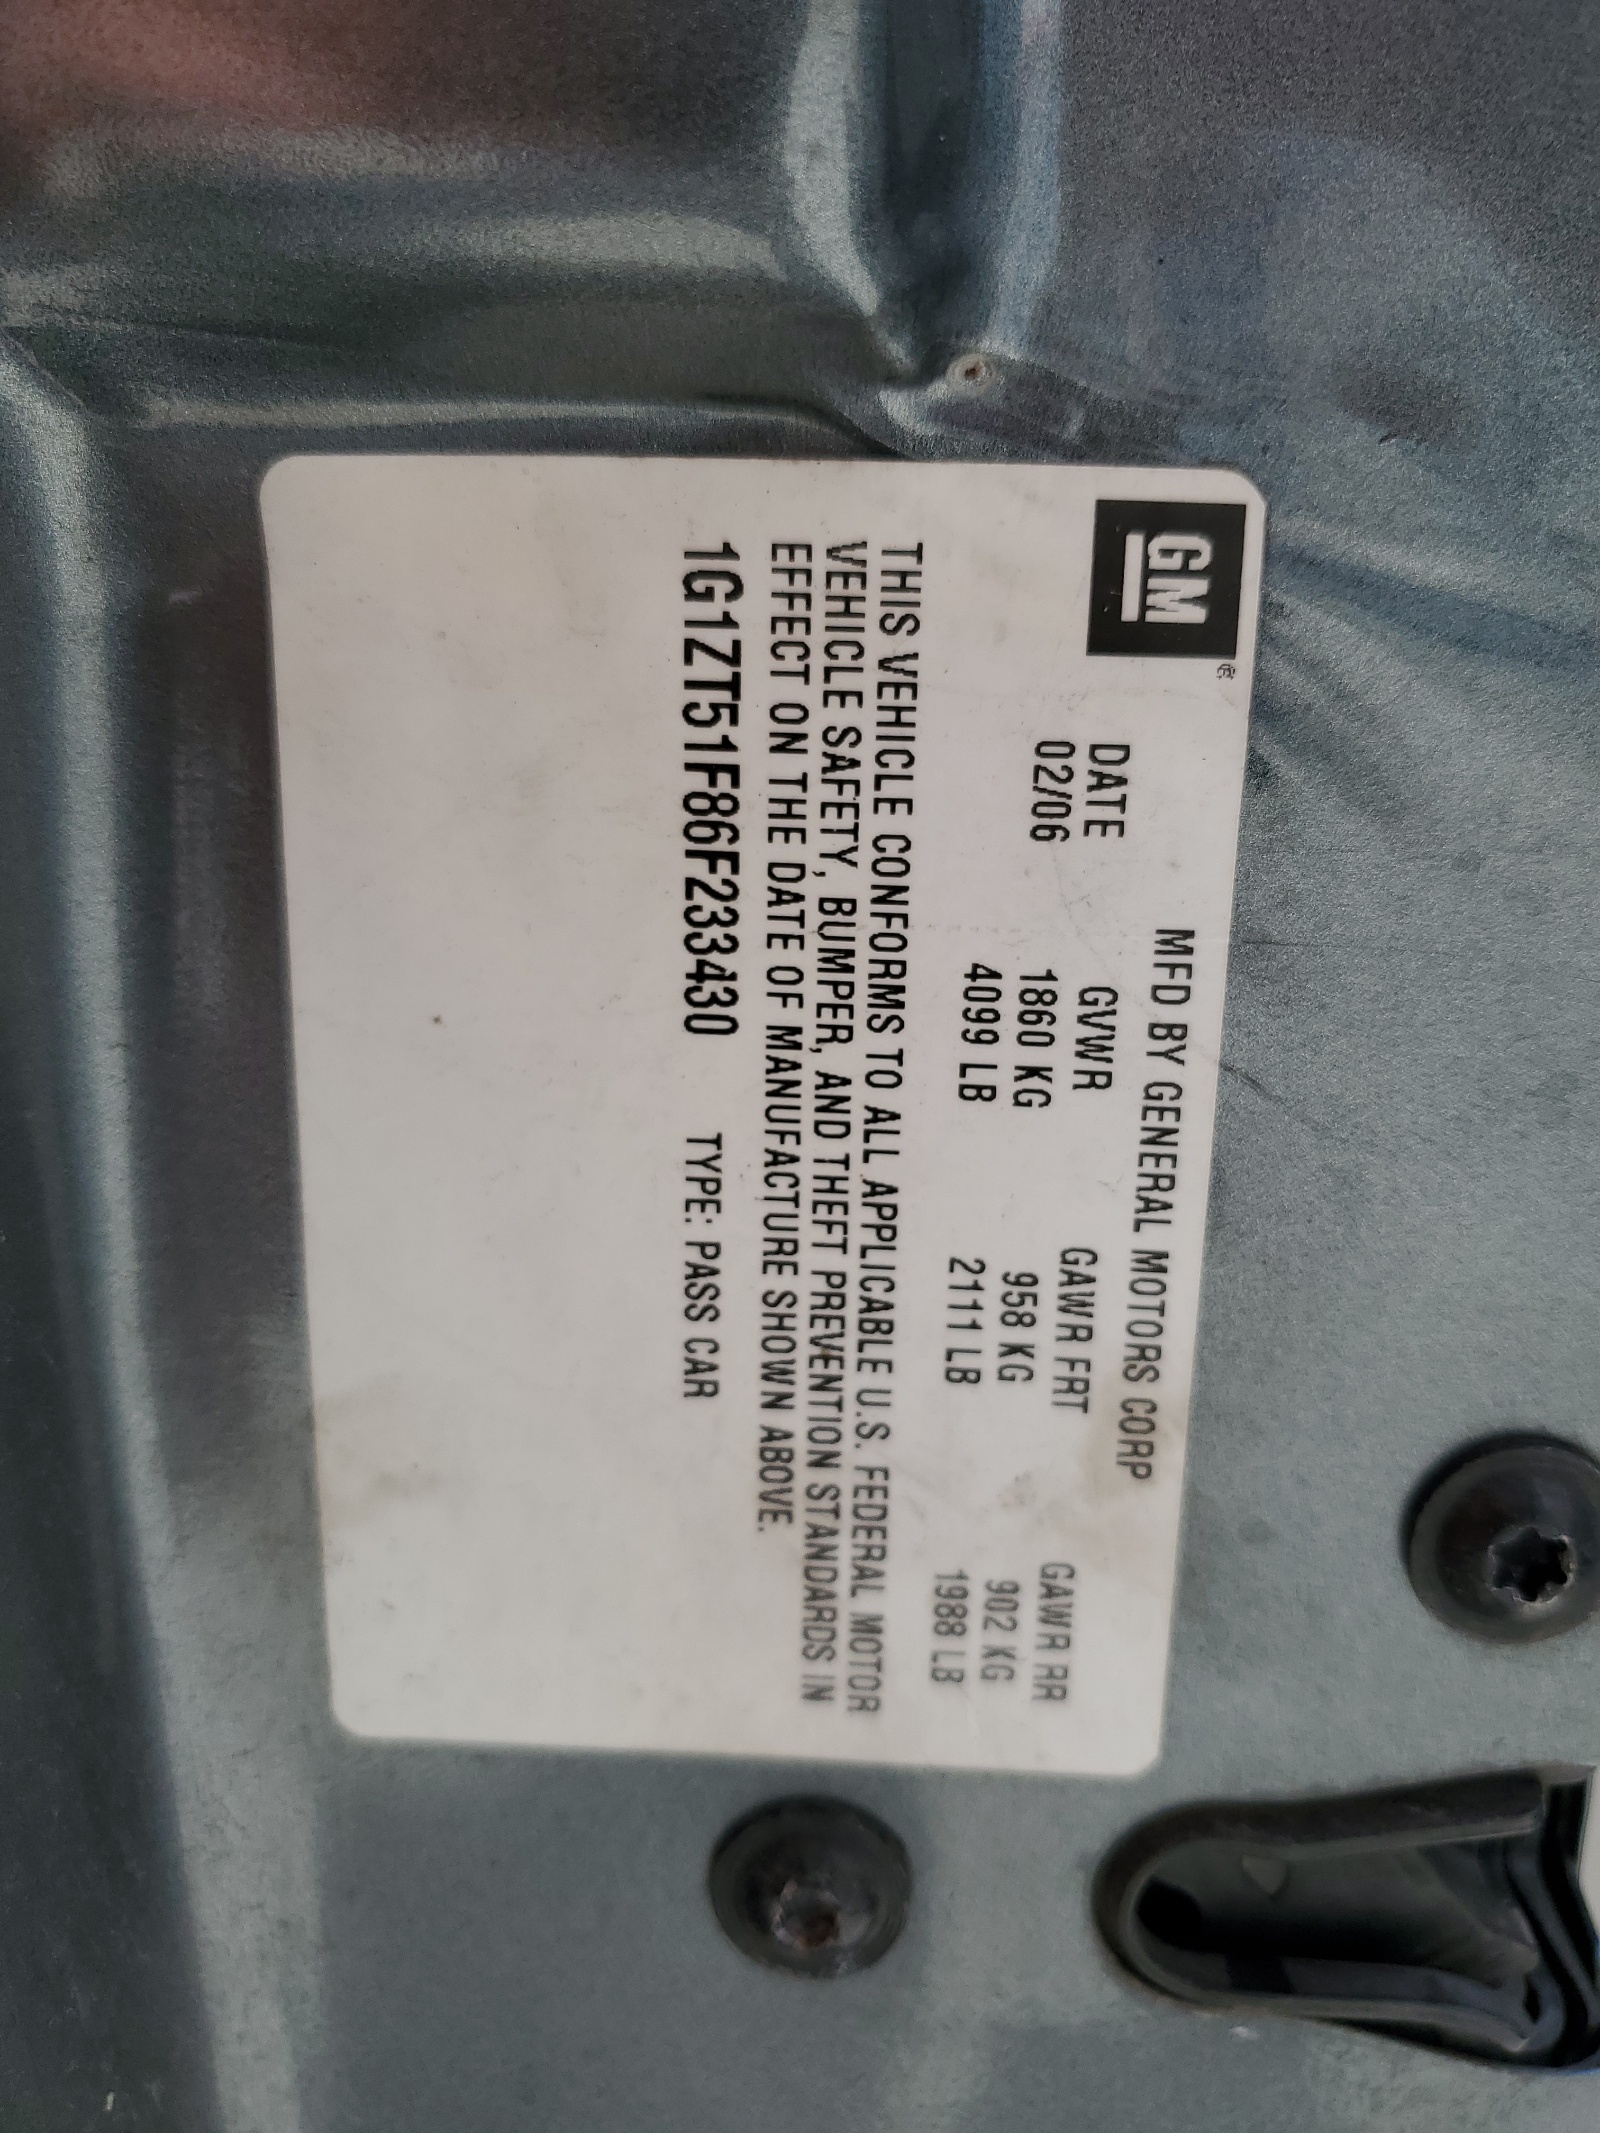 GM®
MFD BY GENERAL MOTORS CORP
DATE GVWR GAWR FRT GAWR RR
02/06 1860 KG 958 KG 902 KG
4099 LB 2111 LB 1988 LB
THIS VEHICLE CONFORMS TO ALL APPLICABLE U.S. FEDERAL MOTOR
VEHICLE SAFETY, BUMPER, AND THEFT PREVENTION STANDARDS IN
EFFECT ON THE DATE OF MANUFACTURE SHOWN ABOVE.
1G1ZT51F86F233430 TYPE: PASS CAR